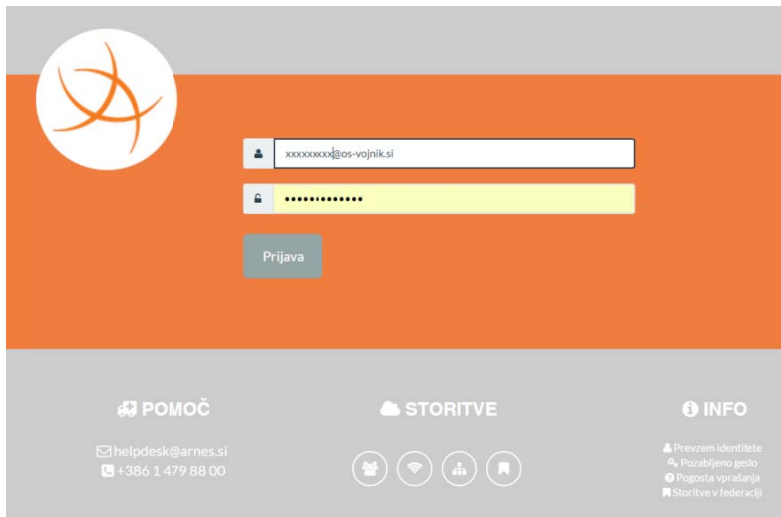 xxxxxxxxx@os-vojnik.si
Prijava
POMOČ
helpdesk@arnes.si
+386 1 479 88 00
STORITVE
INFO
Prevzem identitete
Pozabljeno geslo
Pogosta vprašanja
Storitve v federaciji